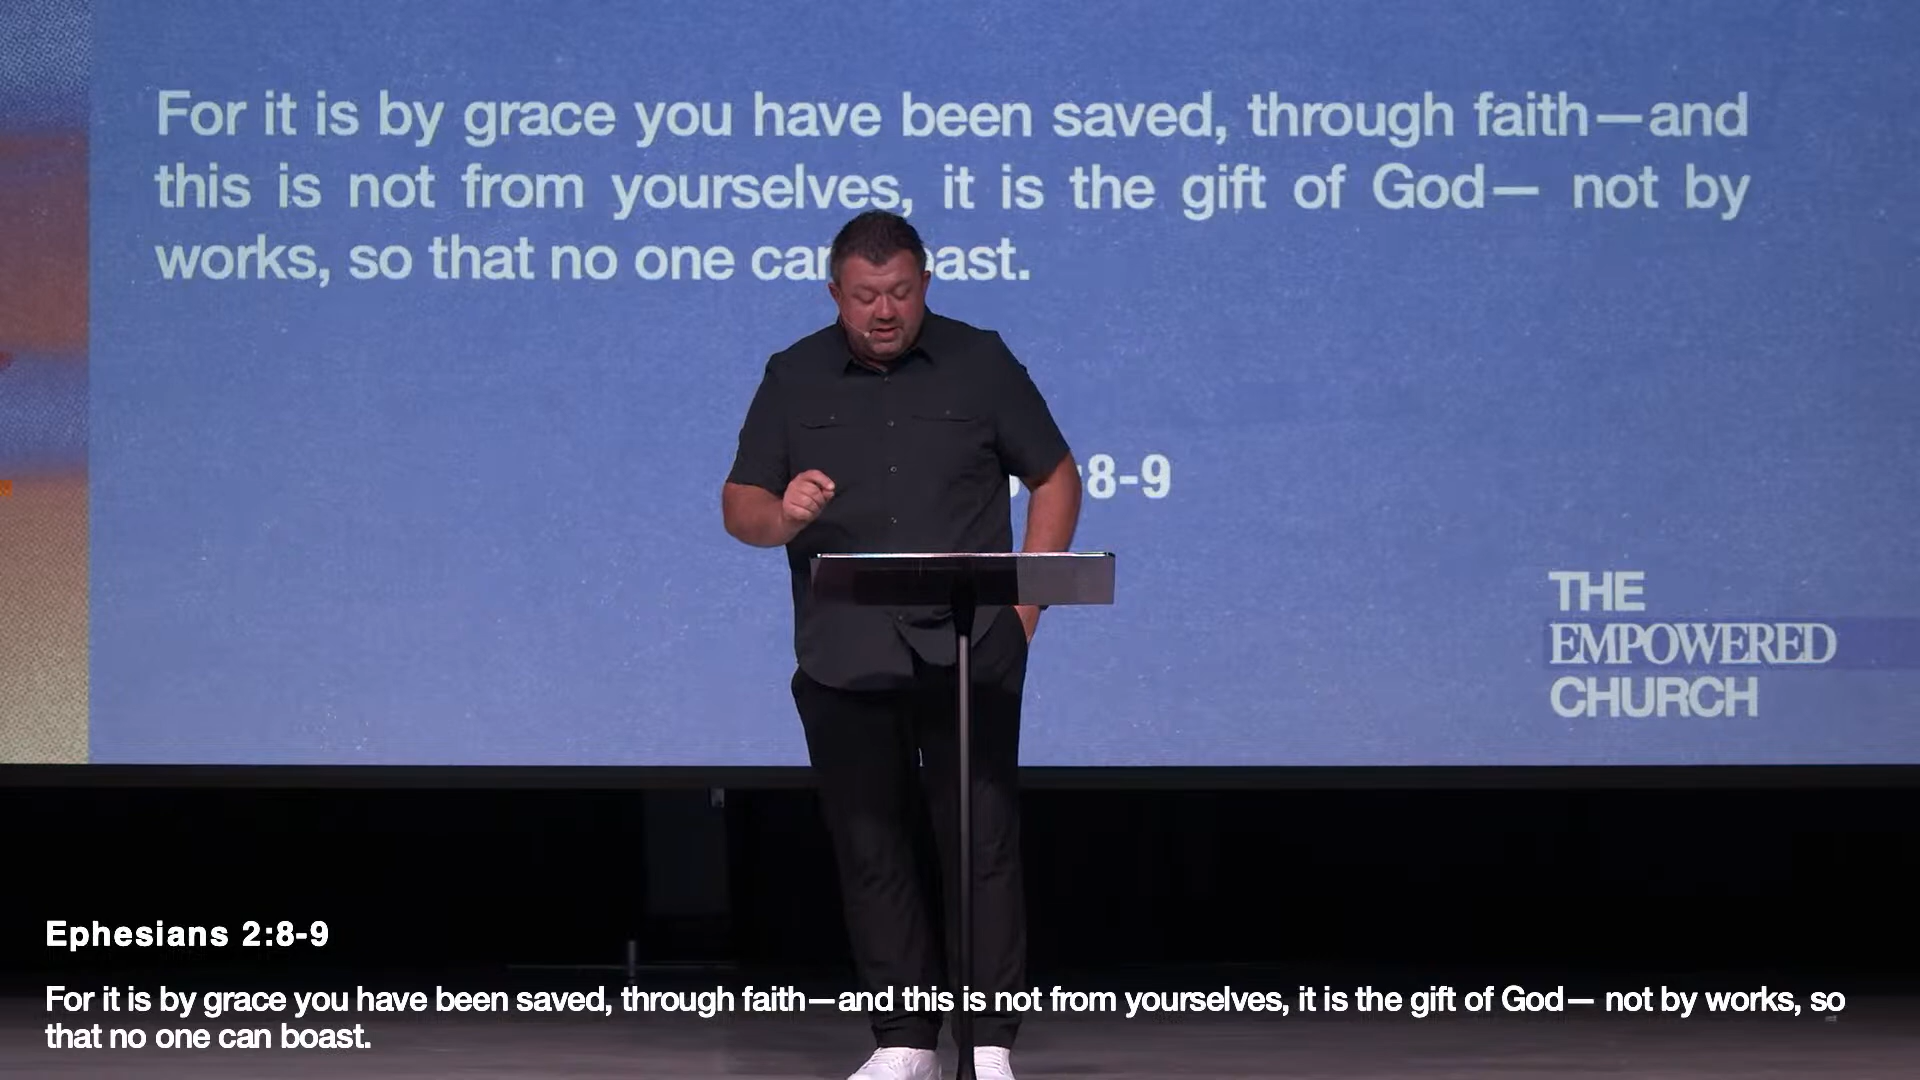 For it is by grace you have been saved, through faith—and
this is not from yourselves, it is the gift of God— not by
works, so that no one can boast.
:8-9
THE
EMPOWERED
CHURCH
Ephesians 2:8-9
For it is by grace you have been saved, through faith—and this is not from yourselves, it is the gift of God— not by works, so
that no one can boast.